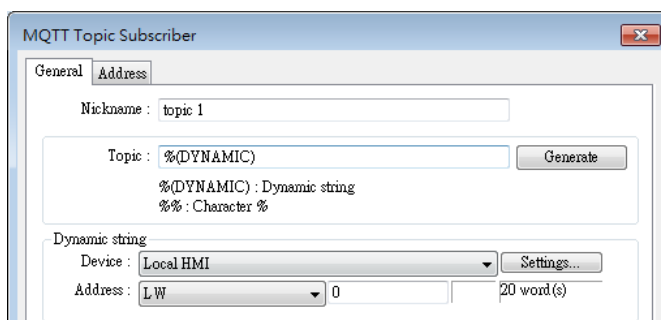 MQTT Topic Subscriber
General Address
Nickname : topic 1
Topic : %(DYNAMIC) Generate
%(DYNAMIC) : Dynamic string
%% : Character %
Dynamic string
Device : Local HMI Settings...
Address : LW 0 20 word(s)